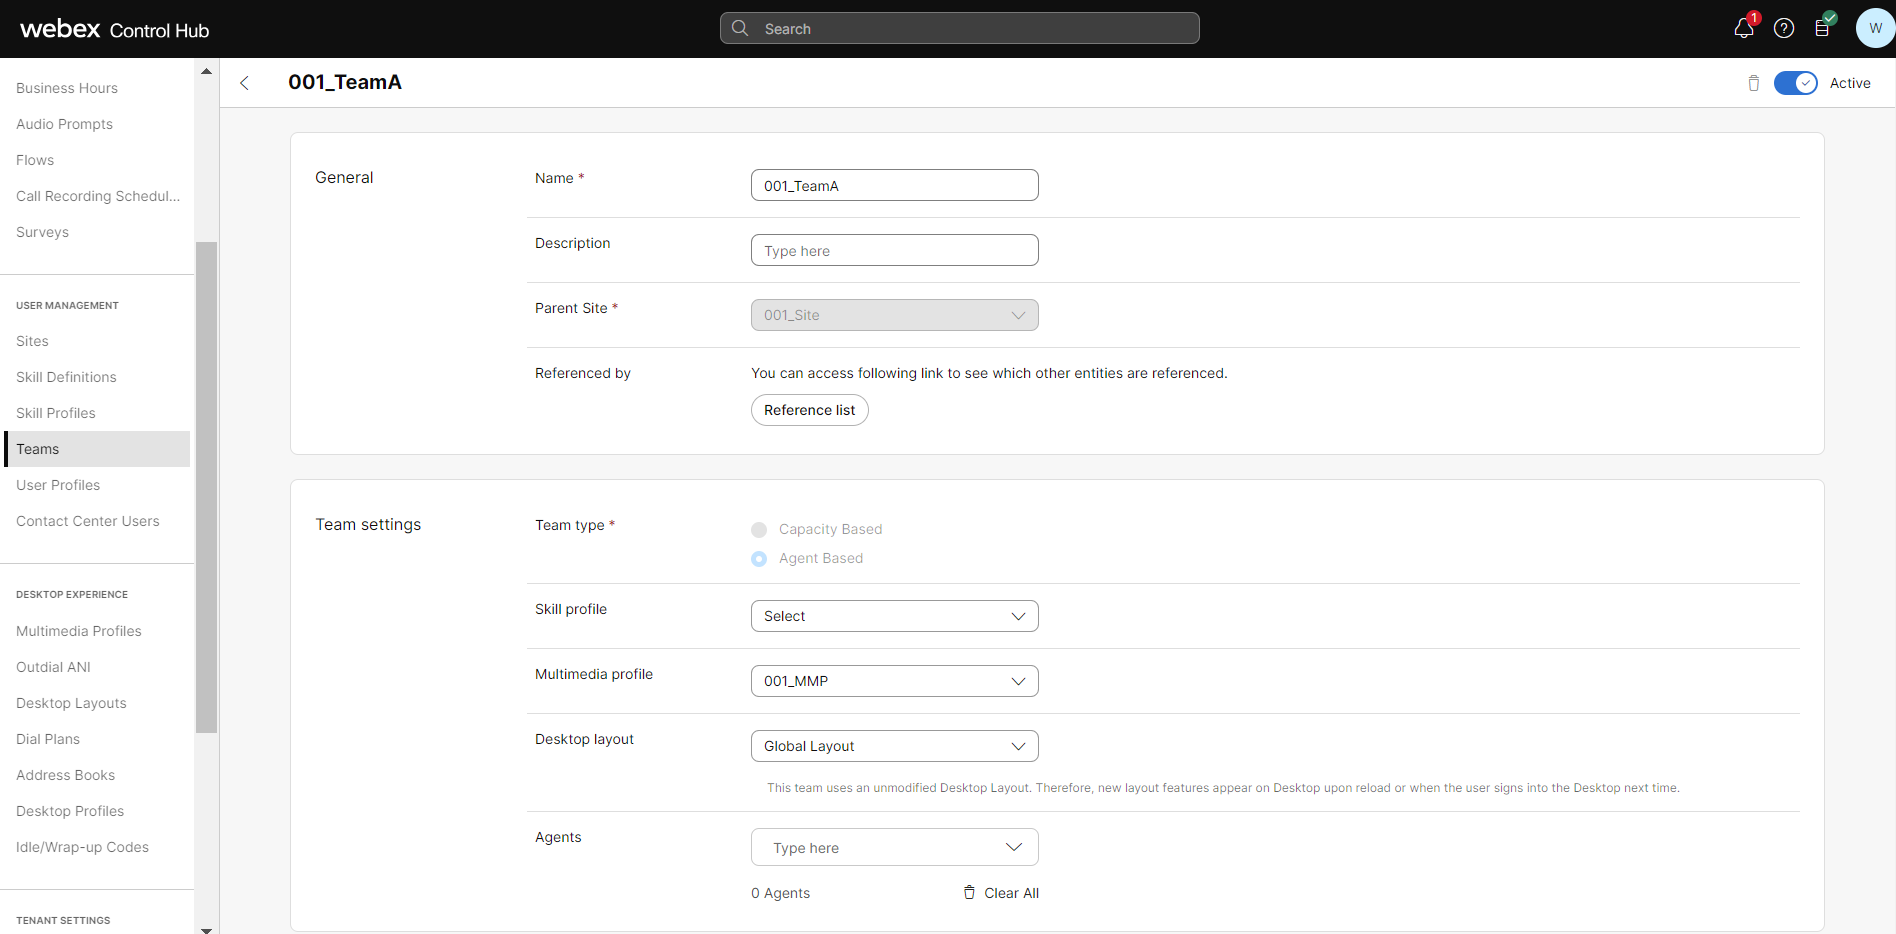 webex Control Hub
Search
1
W
Business Hours
Audio Prompts
Flows
Call Recording Schedul...
Surveys
USER MANAGEMENT
Sites
Skill Definitions
Skill Profiles
Teams
User Profiles
Contact Center Users
DESKTOP EXPERIENCE
Multimedia Profiles
Outdial ANI
Desktop Layouts
Dial Plans
Address Books
Desktop Profiles
Idle/Wrap-up Codes
TENANT SETTINGS
001_TeamA
Active
General
Name *
001_TeamA
Description
Type here
Parent Site *
001_Site
Referenced by
You can access following link to see which other entities are referenced.
Reference list
Team settings
Team type *
Capacity Based
Agent Based
Skill profile
Select
Multimedia profile
001_MMP
Desktop layout
Global Layout
This team uses an unmodified Desktop Layout. Therefore, new layout features appear on Desktop upon reload or when the user signs into the Desktop next time.
Agents
Type here
0 Agents
Clear All